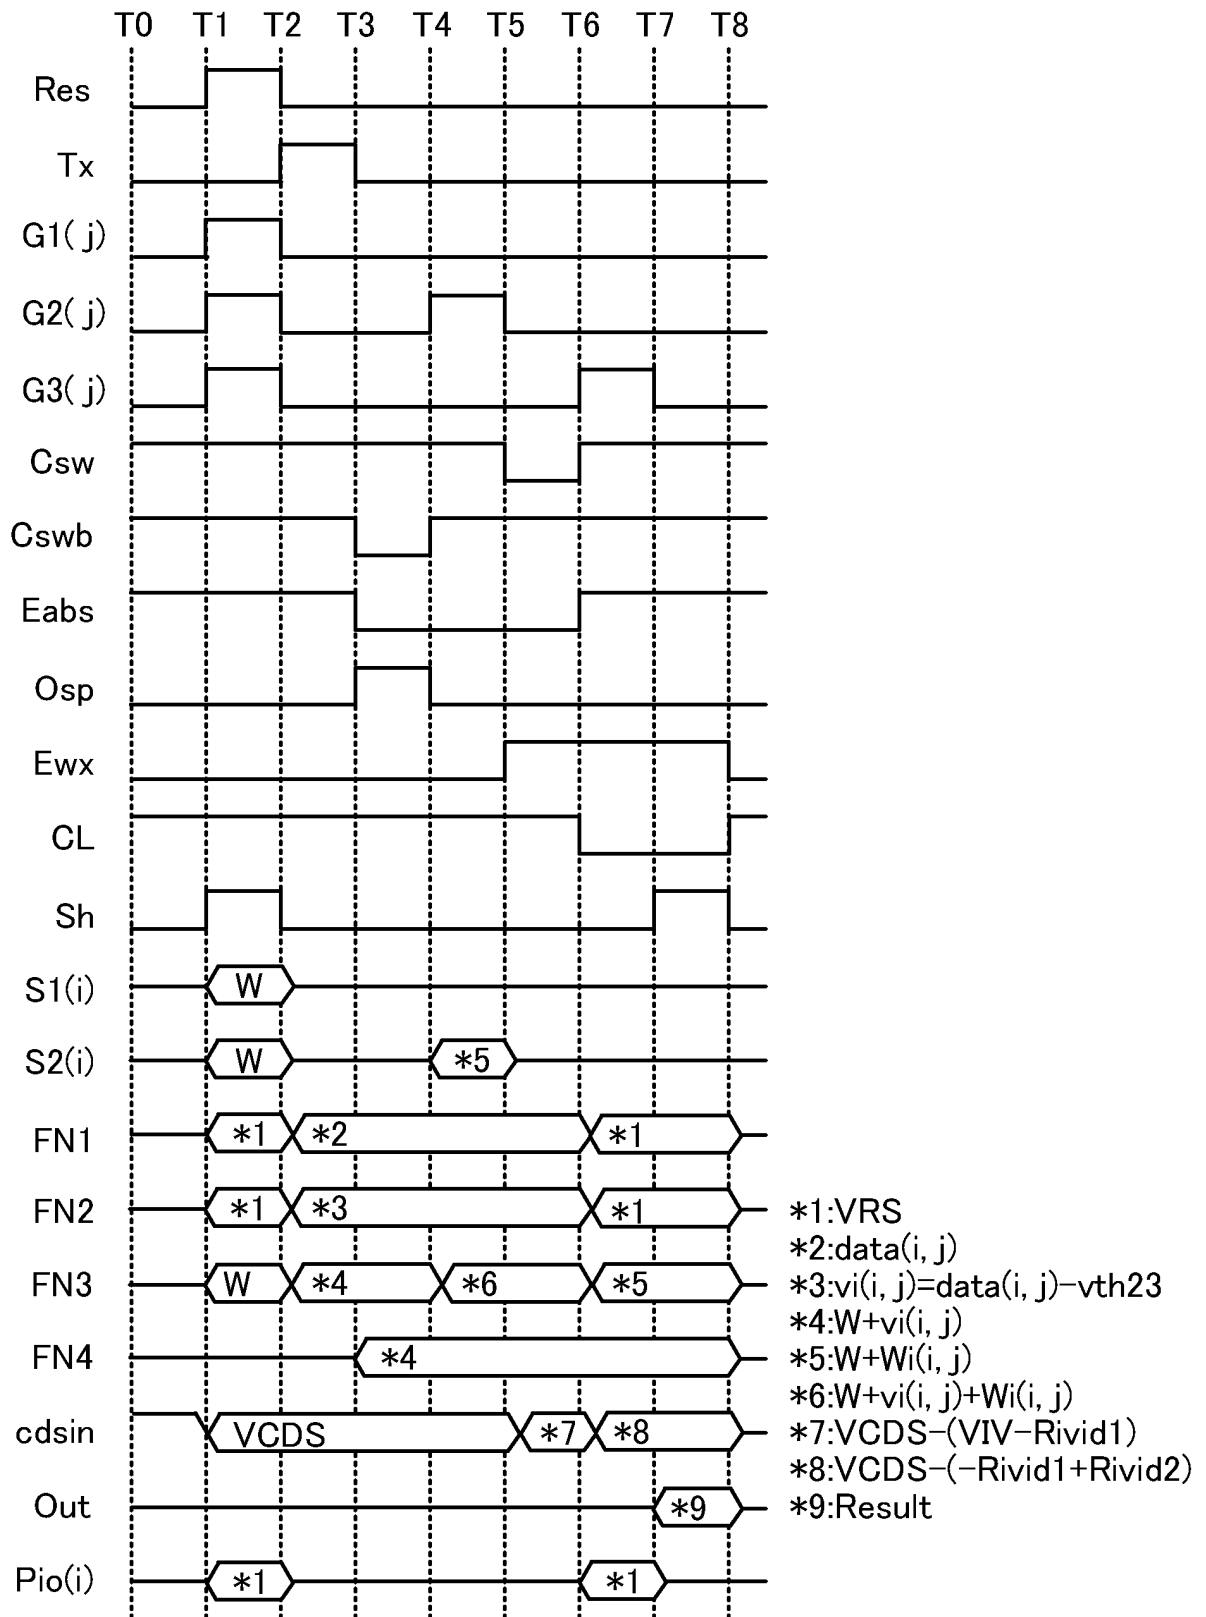 T0 T1 T2 T3 T4 T5 T6 T7 T8
Res
Tx
G1( j)
G2( j)
G3( j)
Csw
Cswb
Eabs
Osp
Ewx
CL
Sh
S1(i) W
S2(i) W *5
FN1 *1 *2 *1
FN2 *1 *3 *1 *1:VRS
*2:data(i, j)
FN3 W *4 *6 *5 *3:vi(i, j)=data(i, j)-vth23
*4:W+vi(i, j)
FN4 *4 *5:W+Wi(i, j)
*6:W+vi(i, j)+Wi(i, j)
cdsin VCDS *7 *8 *7:VCDS-(VIV-Rivid1)
*8:VCDS-(-Rivid1+Rivid2)
Out *9 *9:Result
Pio(i) *1 *1